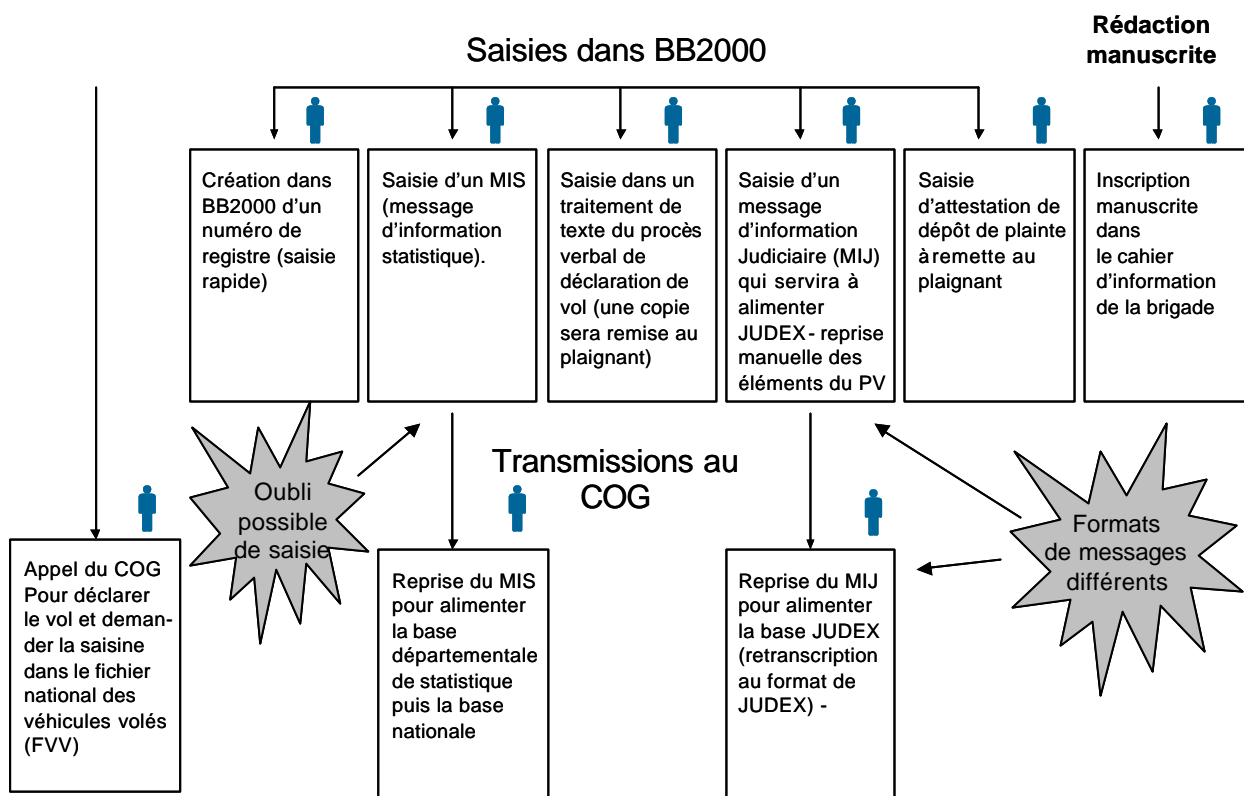 Rédaction
manuscrite
Saisies dans BB2000
Création dans
BB2000 d'un
numéro de
registre (saisie
rapide)
Saisie d'un MIS
(message
d'information
statistique).
Saisie dans un
traitement de
texte du procès
verbal de
déclaration de
vol (une copie
sera remise au
plaignant)
Saisie d'un
message
d'information
Judiciaire (MIJ)
qui servira à
alimenter
JUDEX - reprise
manuelle des
éléments du PV
Saisie
d'attestation de
dépôt de plainte
à remette au
plaignant
Inscription
manuscrite
dans
le cahier
d'information
de la brigade
Oubli
possible
de saisie
Transmissions au
COG
Formats
de messages
différents
Appel du COG
Pour déclarer
le vol et deman-
der la saisine
dans le fichier
national des
véhicules volés
(FVV)
Reprise du MIS
pour alimenter
la base
départementale
de statistique
puis la base
nationale
Reprise du MIJ
pour alimenter
la base JUDEX
(retranscription
au format de
JUDEX) -